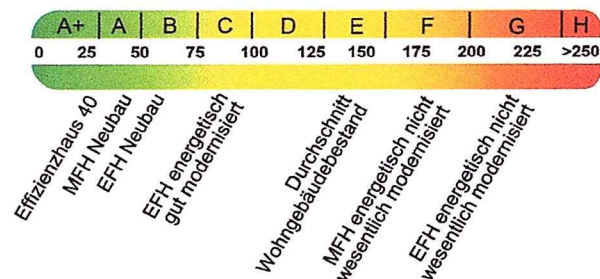 A+ A B C D E F G H
0 25 50 75 100 125 150 175 200 225 >250
Effizienzhaus 40
MFH Neubau
EFH Neubau
EFH energetisch
gut modernisiert
Durchschnitt
Wohngebäudebestand
MFH energetisch nicht
wesentlich modernisiert
EFH energetisch nicht
wesentlich modernisiert